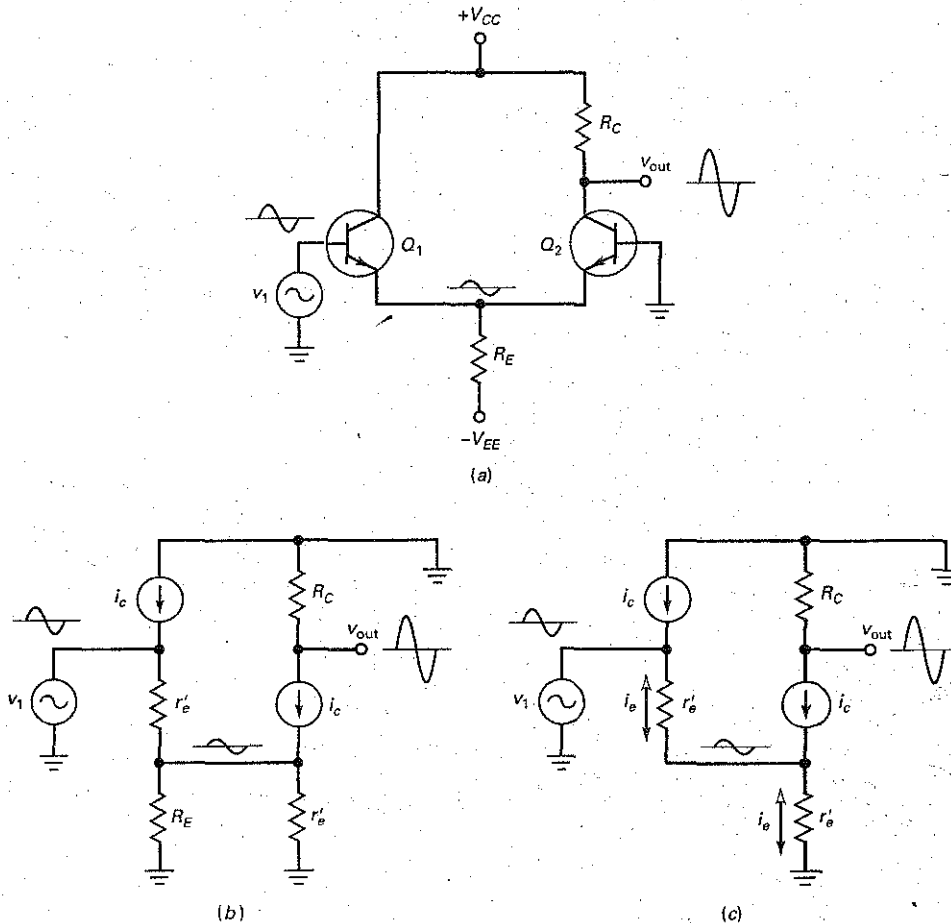 +V_CC
R_C
v_out
Q_1
Q_2
v_1
R_E
–V_EE
(a)
i_c
R_C
v_out
v_1
r'_e
i_c
R_E
r'_e
(b)
i_c
R_C
v_out
v_1
i_e
r'_e
i_c
i_e
r'_e
(c)